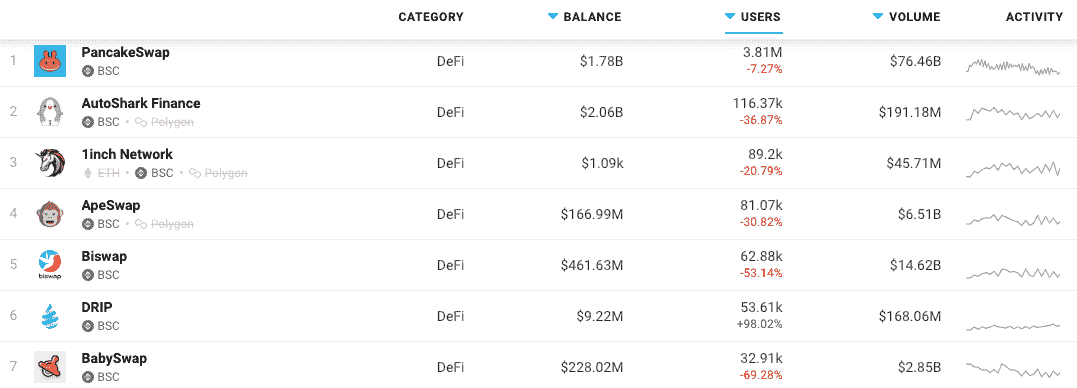 CATEGORY BALANCE USERS VOLUME ACTIVITY
1 PancakeSwap DeFi $1.78B 3.81M $76.46B
BSC -7.27%
2 AutoShark Finance DeFi $2.06B 116.37k $191.18M
BSC • Polygon -36.87%
3 1inch Network DeFi $1.09k 89.2k $45.71M
ETH • BSC • Polygon -20.79%
4 ApeSwap DeFi $166.99M 81.07k $6.51B
BSC • Polygon -30.82%
5 Biswap DeFi $461.63M 62.88k $14.62B
biswap BSC -53.14%
6 DRIP DeFi $9.22M 53.61k $168.06M
BSC +98.02%
7 BabySwap DeFi $228.02M 32.91k $2.85B
BSC -69.28%